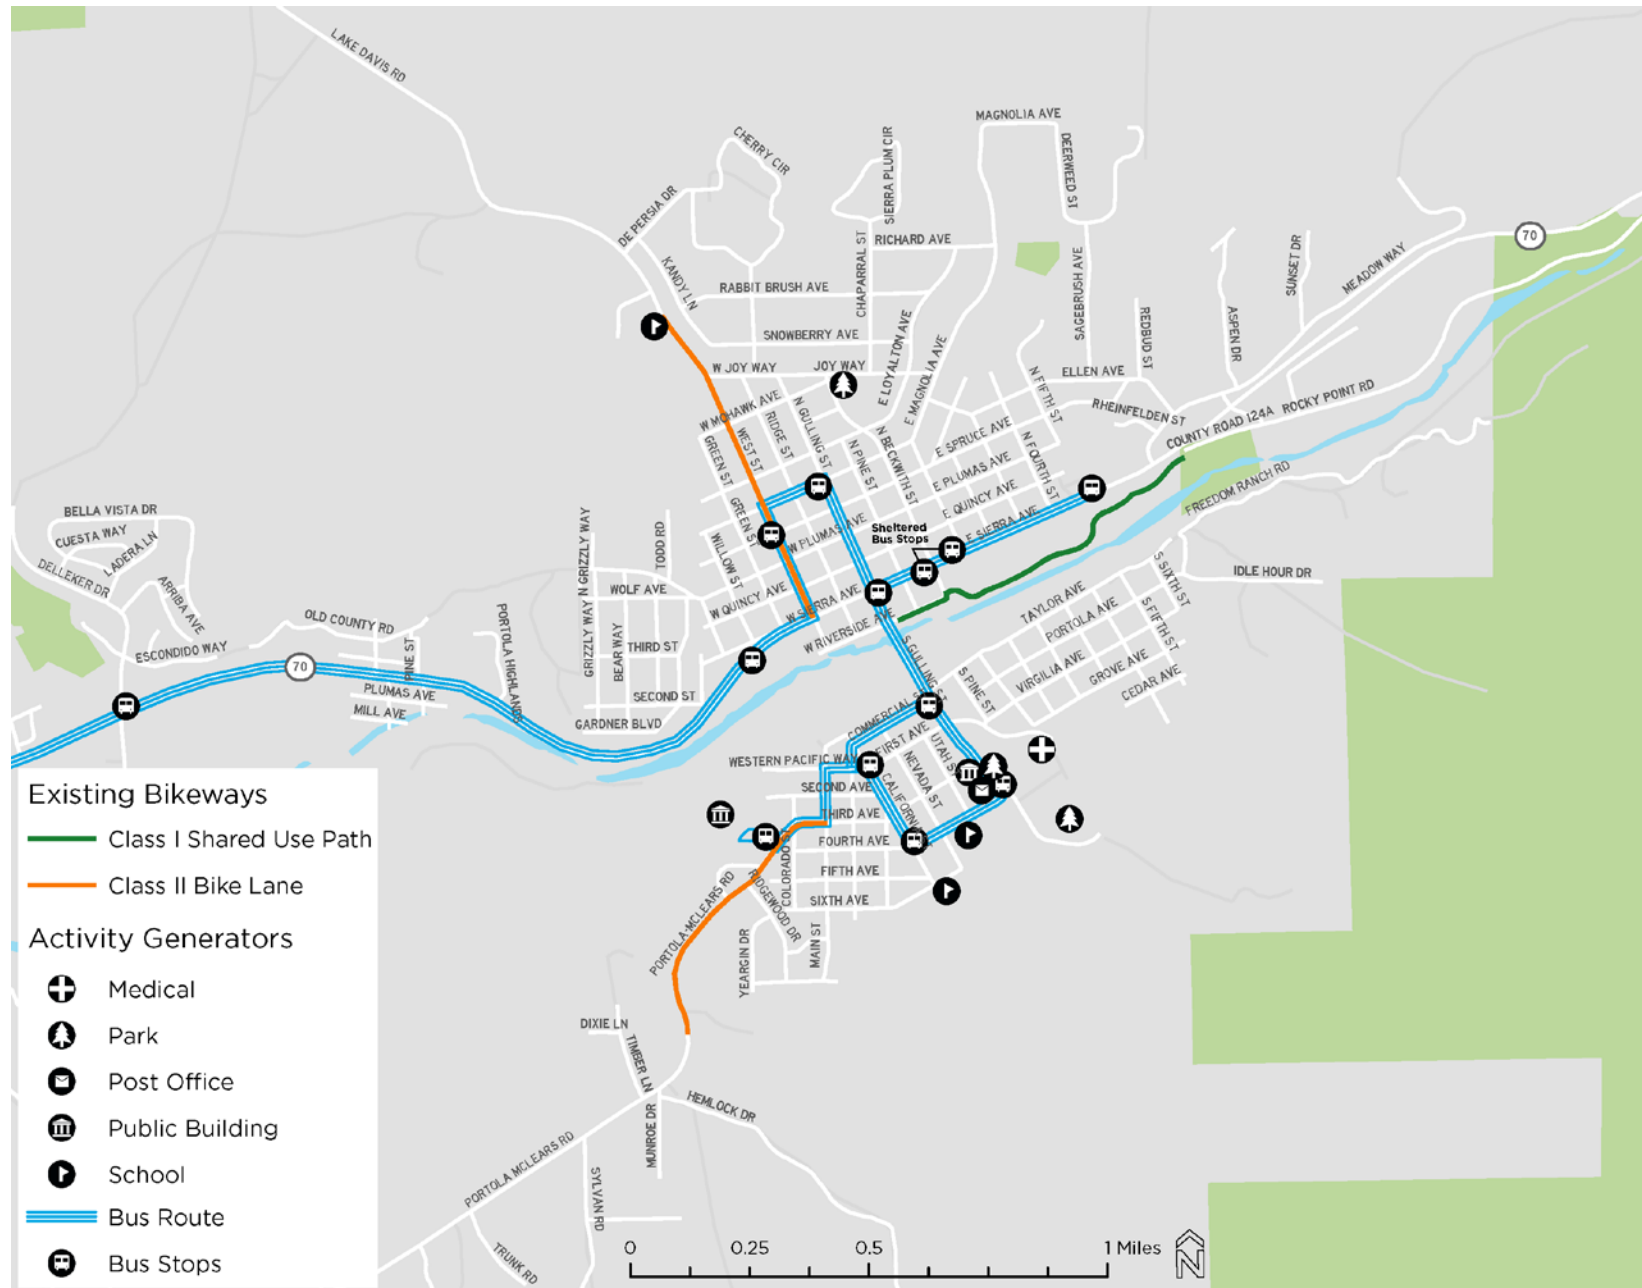 LAKE DAVIS RD
CHERRY CIR
SIERRA PLUM CIR
MAGNOLIA AVE
DEERWEED ST
DE PERSIA DR
KANDY LN
RICHARD AVE
CHAPARRAL ST
RABBIT BRUSH AVE
SNOWBERRY AVE
W JOY WAY
JOY WAY
E LOYALTON AVE
E MAGNOLIA AVE
SAGEBRUSH AVE
REDBUD ST
ASPEN DR
SUNSET DR
MEADOW WAY
70
ELLEN AVE
RHEINFELDEN ST
COUNTY ROAD 124A
ROCKY POINT RD
FREEDOM RANCH RD
N FIFTH ST
N FOURTH ST
W MOHAWK AVE
WEST ST
RIDGE ST
N GULLING ST
N PINE ST
N BECKWITH ST
E SPRUCE AVE
E PLUMAS AVE
E QUINCY AVE
E SIERRA AVE
GREEN ST
GREEN ST
WILLOW ST
W PLUMAS AVE
W QUINCY AVE
W SIERRA AVE
W RIVERSIDE AVE
Sheltered
Bus Stops
BELLA VISTA DR
CUESTA WAY
LADERA LN
DELLEKER DR
ARRIBA AVE
ESCONDIDO WAY
OLD COUNTY RD
PINE ST
PORTOLA HIGHLANDS
PLUMAS AVE
MILL AVE
70
N GRIZZLY WAY
GRIZZLY WAY
BEAR WAY
TODD RD
WOLF AVE
THIRD ST
SECOND ST
GARDNER BLVD
S GULLING ST
S PINE ST
TAYLOR AVE
PORTOLA AVE
VIRGILIA AVE
GROVE AVE
CEDAR AVE
S FIFTH ST
S SIXTH ST
IDLE HOUR DR
COMMERCIAL ST
FIRST AVE
UTAH ST
NEVADA ST
CALIFORNIA ST
WESTERN PACIFIC WAY
SECOND AVE
THIRD AVE
FOURTH AVE
FIFTH AVE
SIXTH AVE
COLORADO ST
RIDGEWOOD DR
MAIN ST
YEARGIN DR
PORTOLA-MCLEARS RD
DIXIE LN
TIMBER LN
MUNROE DR
HEMLOCK DR
PORTOLA MCLEARS RD
SYLVAN RD
TRUNK RD
Existing Bikeways
Class I Shared Use Path
Class II Bike Lane
Activity Generators
Medical
Park
Post Office
Public Building
School
Bus Route
Bus Stops
0 0.25 0.5 1 Miles
N